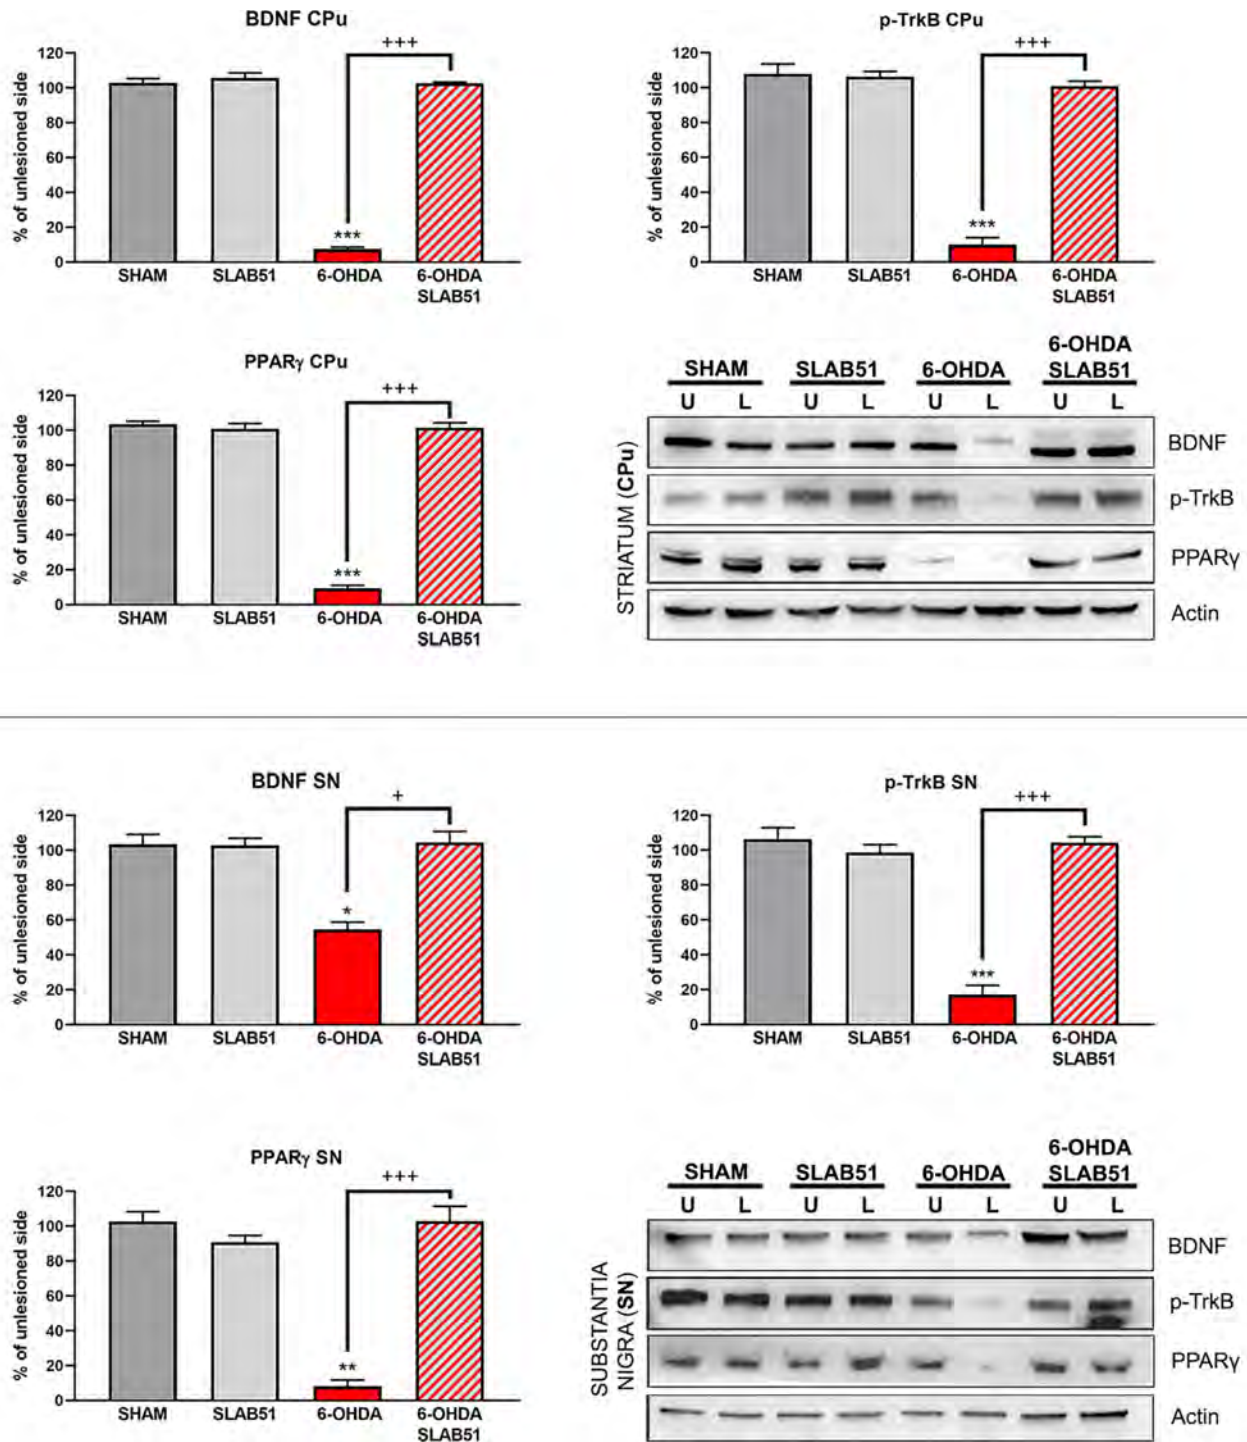 BDNF CPu
+++
% of unlesioned side
120
100
80
60
40
20
0
***
SHAM
SLAB51
6-OHDA
6-OHDA
SLAB51
p-TrkB CPu
+++
% of unlesioned side
120
100
80
60
40
20
0
***
SHAM
SLAB51
6-OHDA
6-OHDA
SLAB51
PPARγ CPu
+++
% of unlesioned side
120
100
80
60
40
20
0
***
SHAM
SLAB51
6-OHDA
6-OHDA
SLAB51
SHAM SLAB51 6-OHDA 6-OHDA
SLAB51
U L U L U L U L
STRIATUM (CPu)
BDNF
p-TrkB
PPARγ
Actin
BDNF SN
+
% of unlesioned side
120
100
80
60
40
20
0
*
SHAM
SLAB51
6-OHDA
6-OHDA
SLAB51
p-TrkB SN
+++
% of unlesioned side
120
100
80
60
40
20
0
***
SHAM
SLAB51
6-OHDA
6-OHDA
SLAB51
PPARγ SN
+++
% of unlesioned side
120
100
80
60
40
20
0
**
SHAM
SLAB51
6-OHDA
6-OHDA
SLAB51
SHAM SLAB51 6-OHDA 6-OHDA
SLAB51
U L U L U L U L
SUBSTANTIA
NIGRA (SN)
BDNF
p-TrkB
PPARγ
Actin